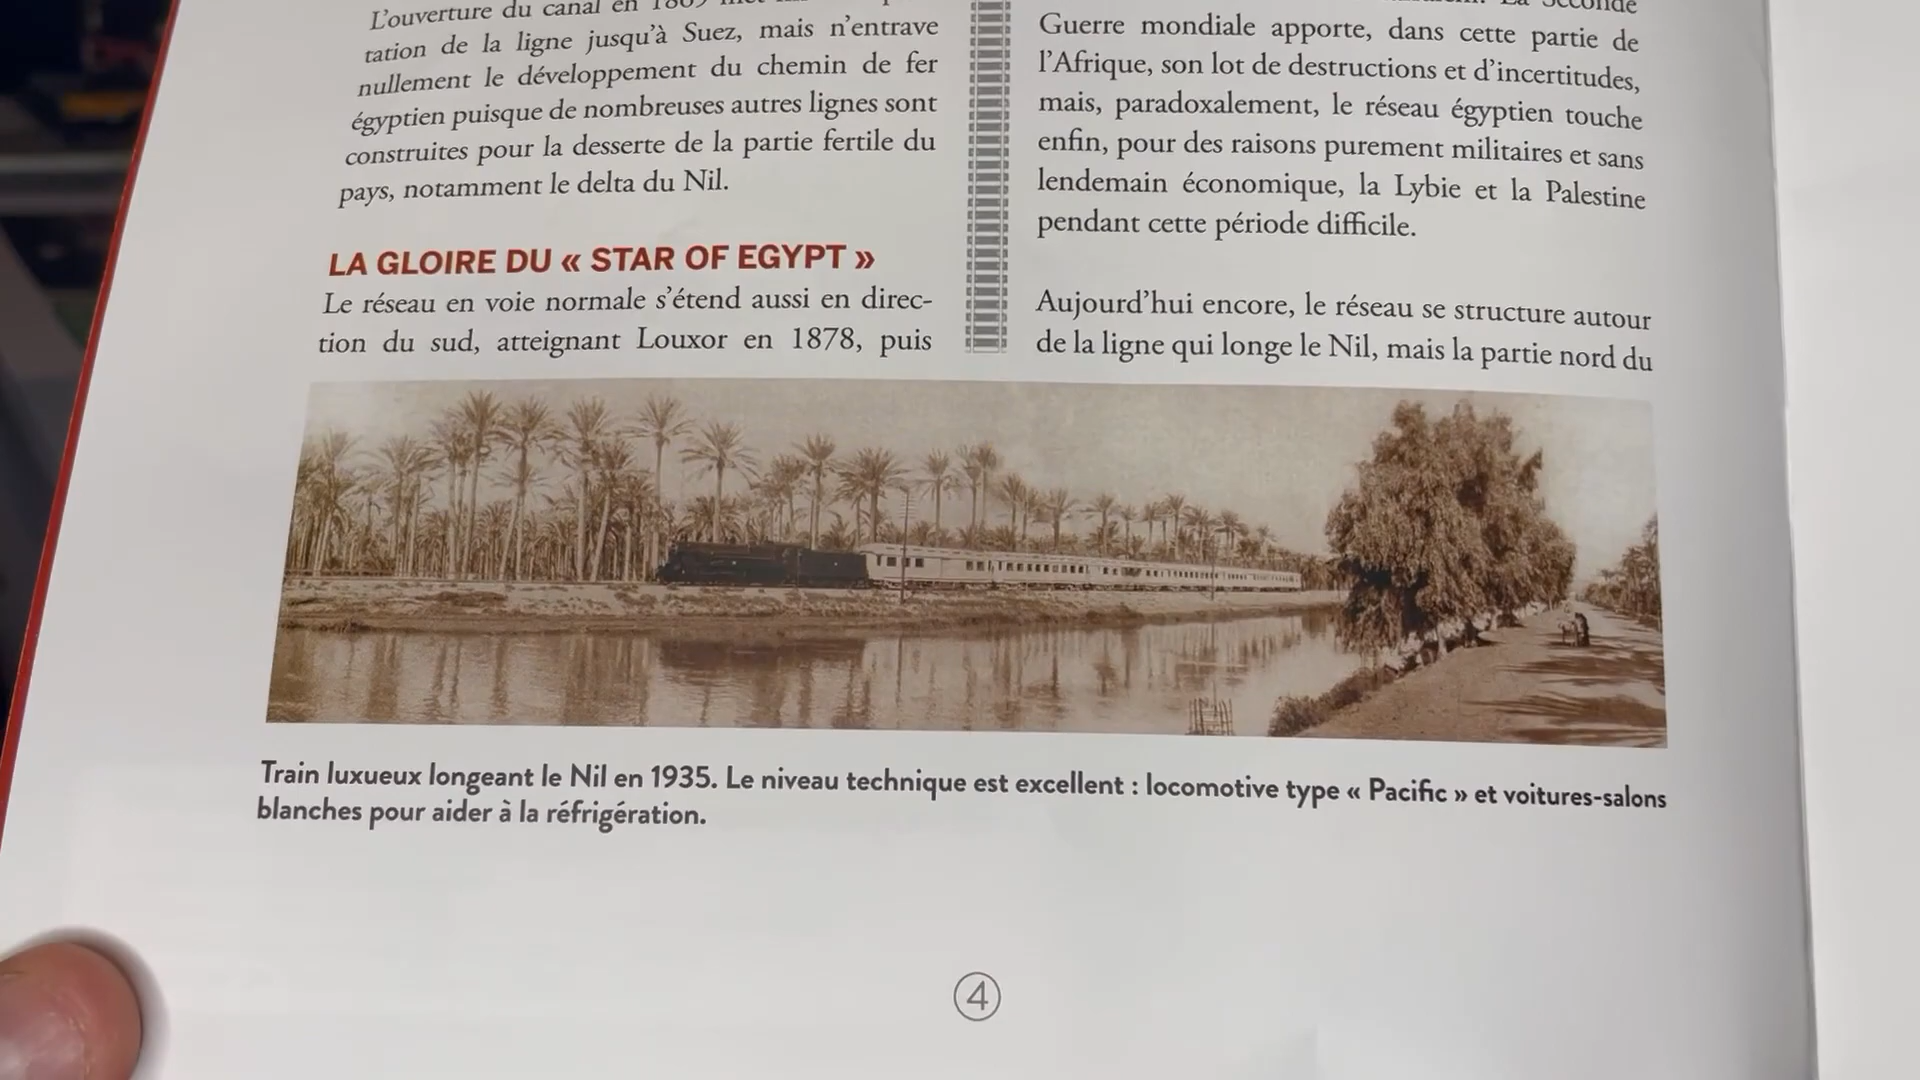 L'ouverture du canal en
tation de la ligne jusqu'à Suez, mais n'entrave
nullement le développement du chemin de fer
égyptien puisque de nombreuses autres lignes sont
construites pour la desserte de la partie fertile du
pays, notamment le delta du Nil.
LA GLOIRE DU « STAR OF EGYPT »
Le réseau en voie normale s'étend aussi en direc-
tion du sud, atteignant Louxor en 1878, puis
Seconde
Guerre mondiale apporte, dans cette partie de
l'Afrique, son lot de destructions et d'incertitudes,
mais, paradoxalement, le réseau égyptien touche
enfin, pour des raisons purement militaires et sans
lendemain économique, la Lybie et la Palestine
pendant cette période difficile.
Aujourd'hui encore, le réseau se structure autour
de la ligne qui longe le Nil, mais la partie nord du
Train luxueux longeant le Nil en 1935. Le niveau technique est excellent : locomotive type « Pacific » et voitures-salons
blanches pour aider à la réfrigération.
4